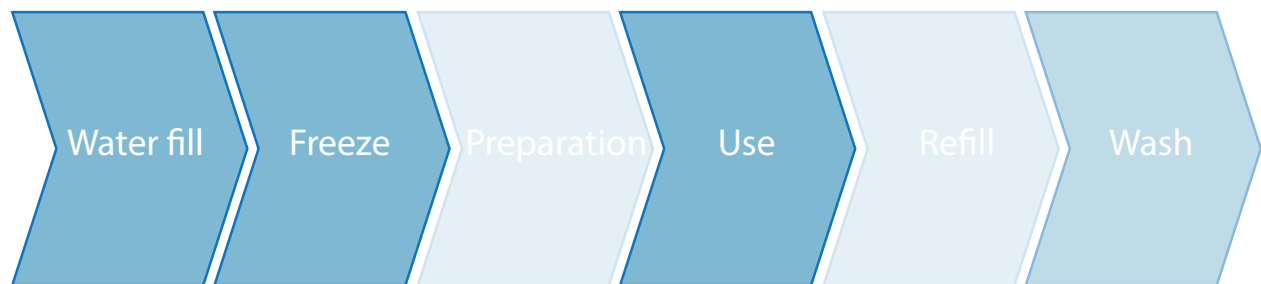 Water fill
Freeze
Preparation
Use
Refill
Wash